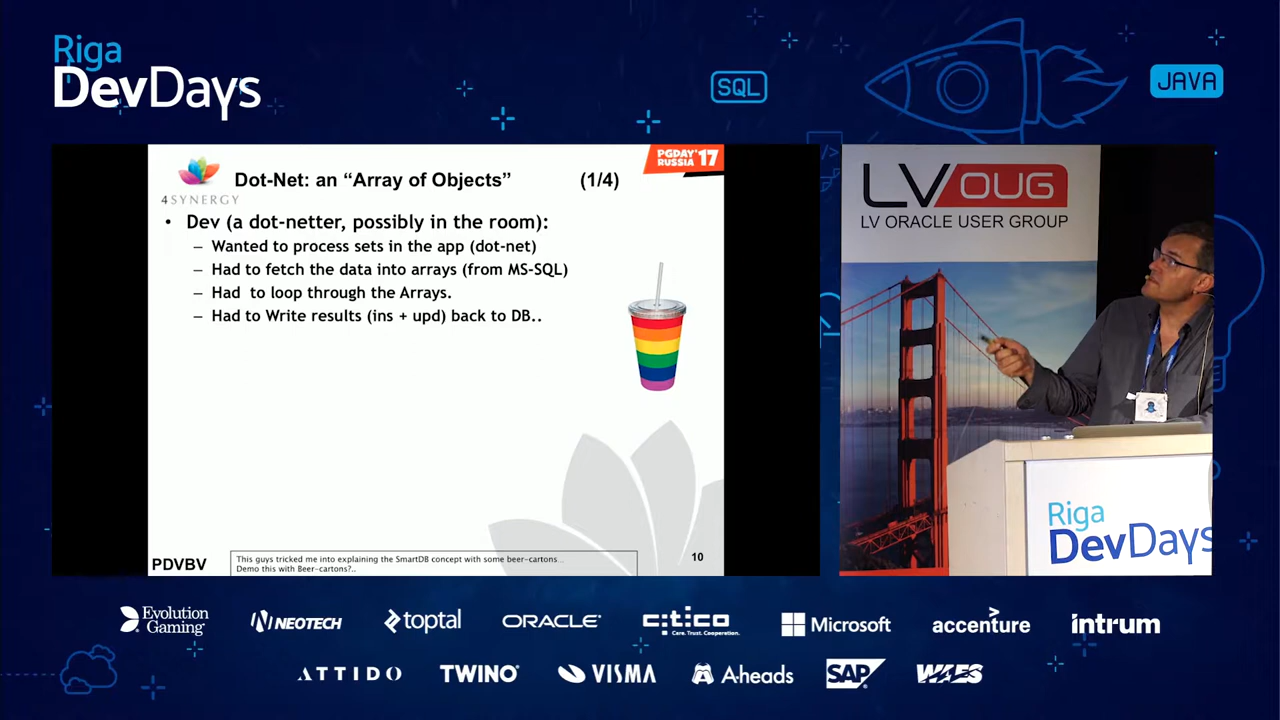 Riga
DevDays
SQL
JAVA
PGDAY'17
RUSSIA
4SYNERGY
Dot-Net: an “Array of Objects” (1/4)
• Dev (a dot-netter, possibly in the room):
– Wanted to process sets in the app (dot-net)
– Had to fetch the data into arrays (from MS-SQL)
– Had to loop through the Arrays.
– Had to Write results (ins + upd) back to DB..
PDVBV
This guys tricked me into explaining the SmartDB concept with some beer-cartons ..
Demo this with Beer-cartons?..
10
LVOUG
LV ORACLE USER GROUP
Riga
DevDays
Evolution
Gaming
NEOTECH
toptal
ORACLE
citico
Care. Trust. Cooperation.
Microsoft
accenture
intrum
ATTIDO
TWINO
VISMA
A-heads
SAP
WAES